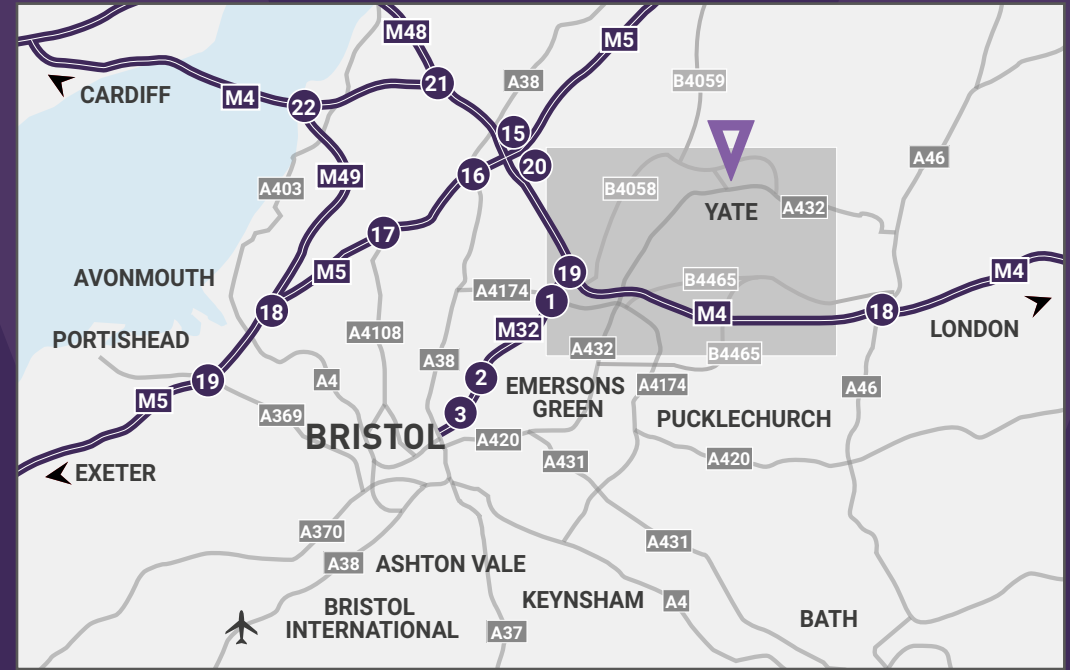 M48
M5
A38
B4059
CARDIFF
M4
22
21
15
20
16
A46
A403
M49
B4058
YATE
A432
17
AVONMOUTH
M5
18
19
A4174
1
B4465
M4
M4
18
LONDON
PORTISHEAD
A4108
M32
A432
B4465
A38
19
M5
A4
2
EMERSONS
GREEN
A4174
A46
A369
3
BRISTOL
A420
PUCKLECHURCH
A431
A420
EXETER
A370
A38
ASHTON VALE
A431
BRISTOL
INTERNATIONAL
KEYNSHAM
A4
A37
BATH